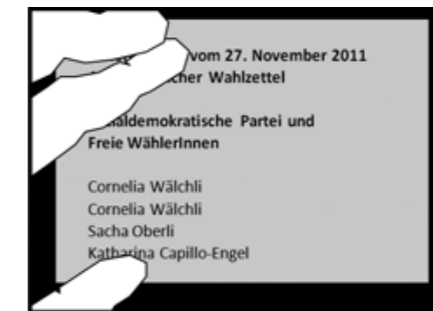 vom 27. November 2011
cher Wahlzettel
aldemokratische Partei und
Freie WählerInnen
Cornelia Wälchli
Cornelia Wälchli
Sacha Oberli
Katharina Capillo-Engel